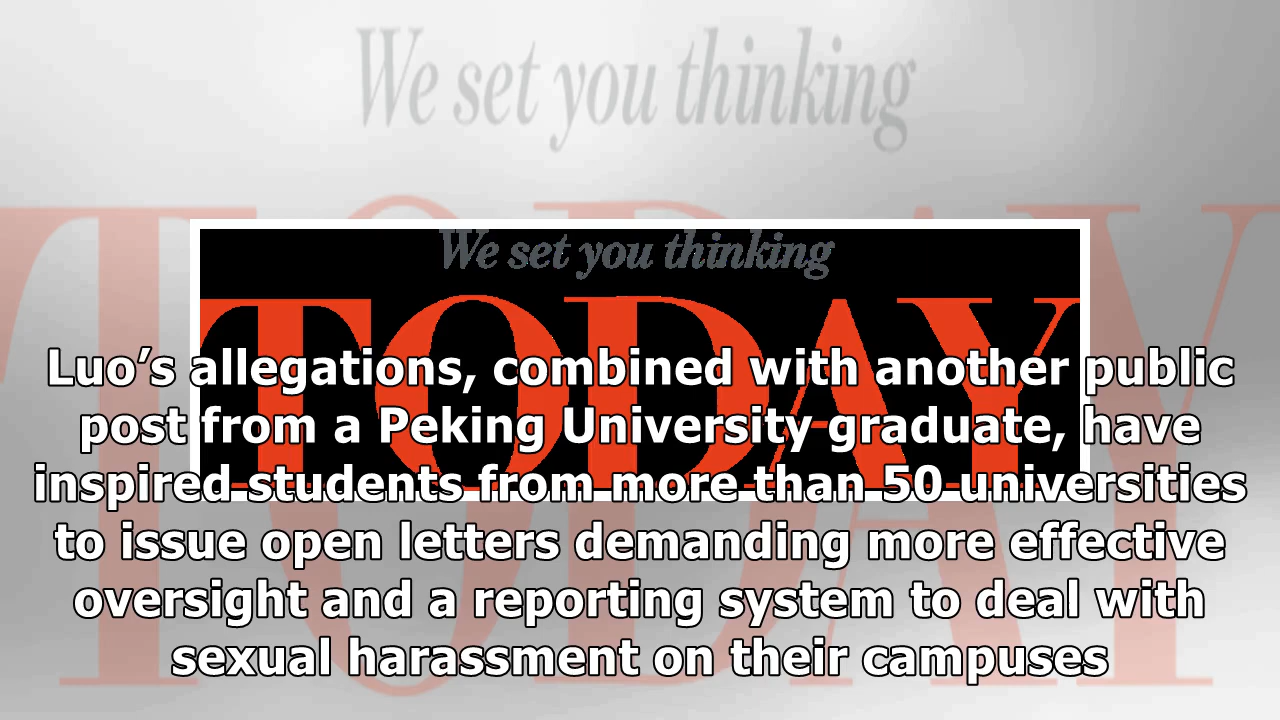 We set you thinking
TODAY
We set you thinking
TODAY
Luo’s allegations, combined with another public
post from a Peking University graduate, have
inspired students from more than 50 universities
to issue open letters demanding more effective
oversight and a reporting system to deal with
sexual harassment on their campuses